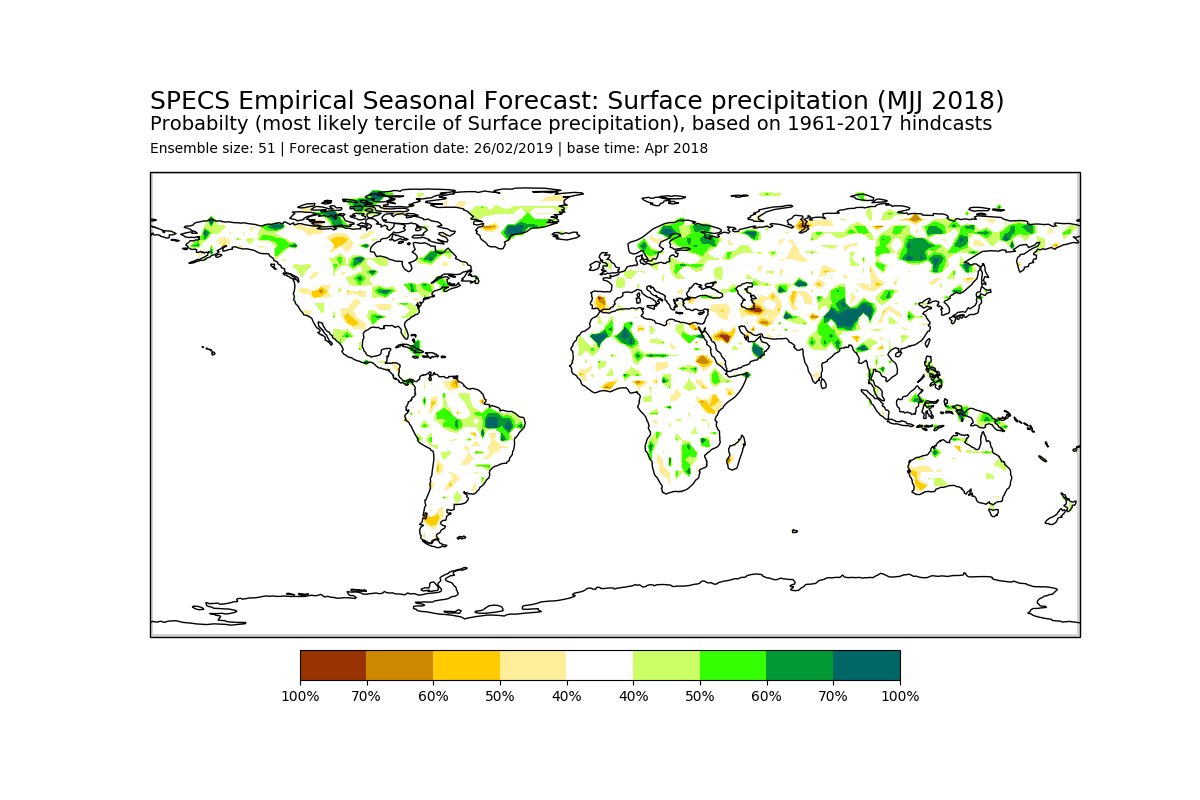 SPECS Empirical Seasonal Forecast: Surface precipitation (MJJ 2018)
Probabilty (most likely tercile of Surface precipitation), based on 1961-2017 hindcasts
Ensemble size: 51 | Forecast generation date: 26/02/2019 | base time: Apr 2018
100% 70% 60% 50% 40% 40% 50% 60% 70% 100%